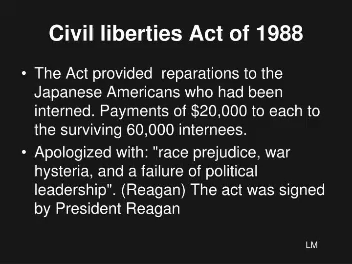 Civil liberties Act of 1988
• The Act provided reparations to the
Japanese Americans who had been
interned. Payments of $20,000 to each to
the surviving 60,000 internees.
• Apologized with: "race prejudice, war
hysteria, and a failure of political
leadership". (Reagan) The act was signed
by President Reagan
LM